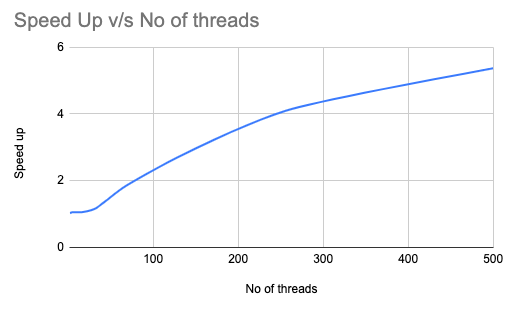 Speed Up v/s No of threads
6
4
2
0
Speed up
100 200 300 400 500
No of threads